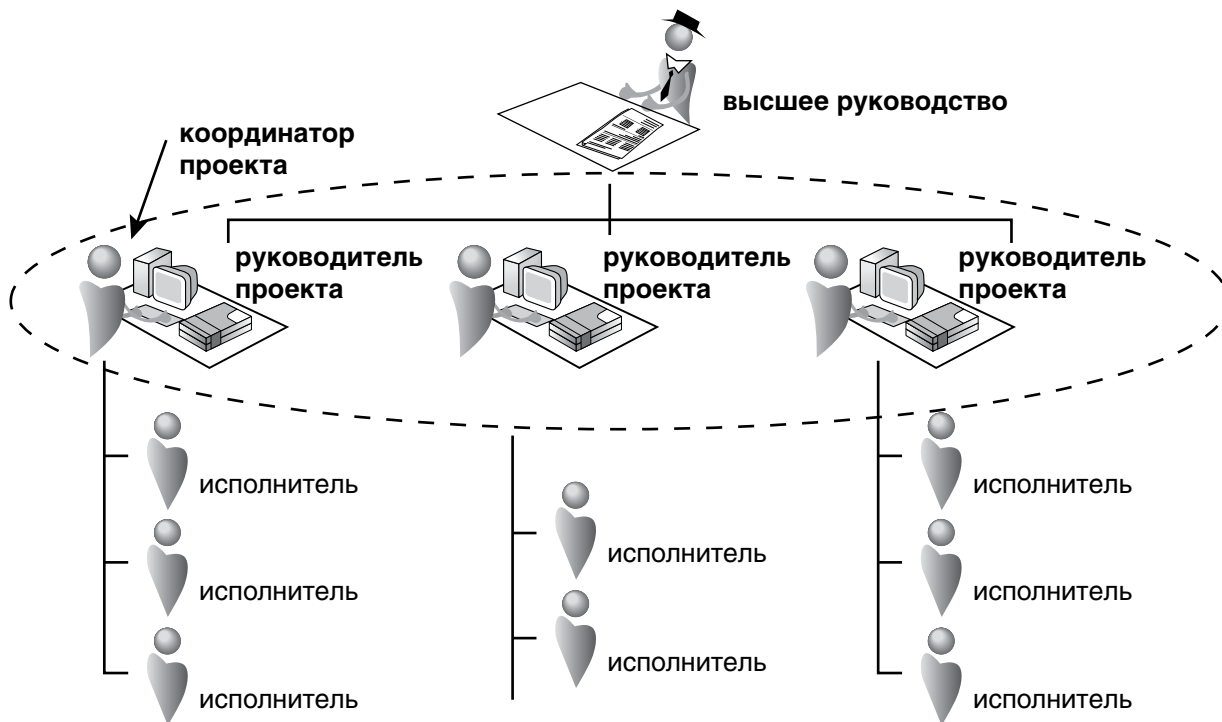 высшее руководство
координатор
проекта
руководитель
проекта
руководитель
проекта
руководитель
проекта
исполнитель
исполнитель
исполнитель
исполнитель
исполнитель
исполнитель
исполнитель
исполнитель